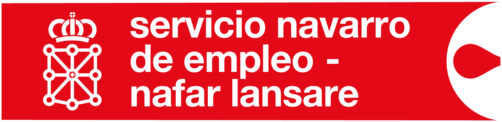 servicio navarro
de empleo -
nafar lansare